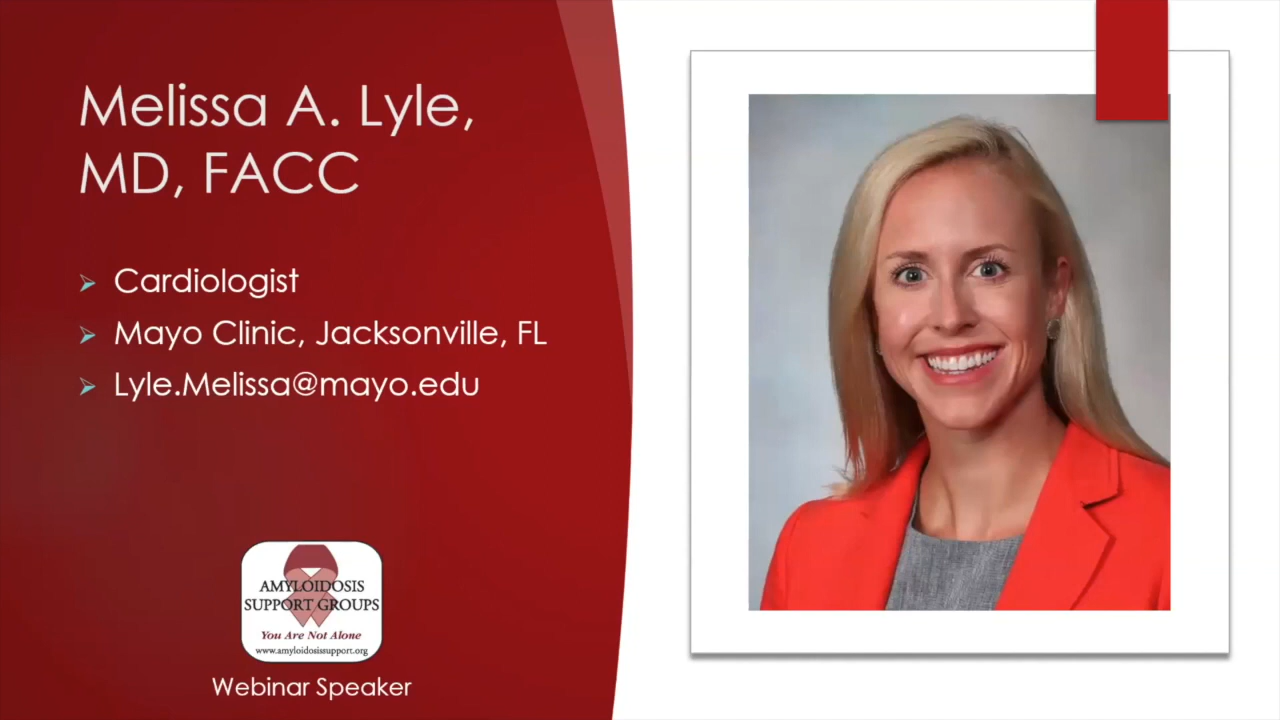 Melissa A. Lyle,
MD, FACC
Cardiologist
Mayo Clinic, Jacksonville, FL
Lyle.Melissa@mayo.edu
AMYLOIDOSIS
SUPPORT GROUPS
You Are Not Alone
www.amyloidosissupport.org
Webinar Speaker